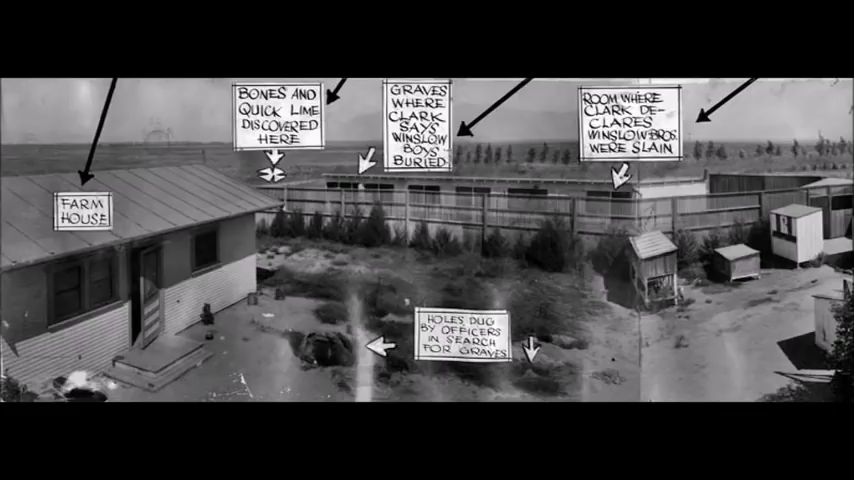 BONES AND
QUICK LIME
DISCOVERED
HERE
GRAVES
WHERE
CLARK
SAYS
WINSLOW
BOYS
BURIED
ROOM WHERE
CLARK DE-
CLARES
WINSLOW BROS.
WERE SLAIN
FARM
HOUSE
HOLES DUG
BY OFFICERS
IN SEARCH
FOR GRAVES